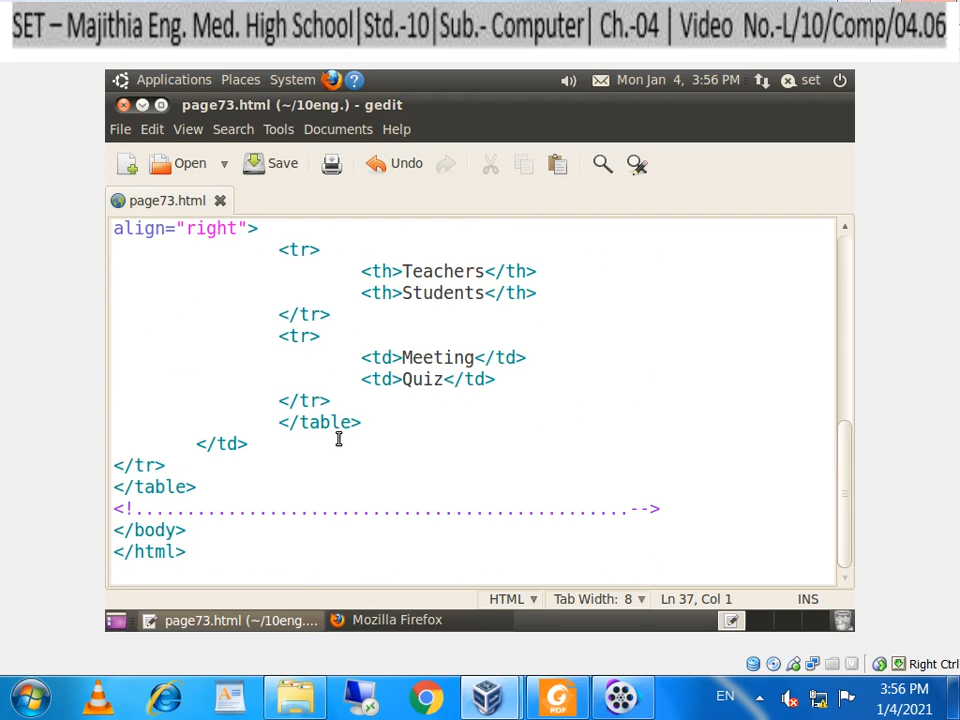 SET – Majithia Eng. Med. High School|Std.-10|Sub.- Computer| Ch.-04 | Video No.-L/10/Comp/04.06
Applications Places System ? Mon Jan 4, 3:56 PM set
page73.html (~/10eng.) - gedit
File Edit View Search Tools Documents Help
Open Save Undo
page73.html
align="right">
<tr>
<th>Teachers</th>
<th>Students</th>
</tr>
<tr>
<td>Meeting</td>
<td>Quiz</td>
</tr>
</table>
</td>
</tr>
</table>
<!................................................-->
</body>
</html>
HTML Tab Width: 8 Ln 37, Col 1 INS
page73.html (~/10eng.... Mozilla Firefox
Right Ctrl
PDF EN 3:56 PM
1/4/2021